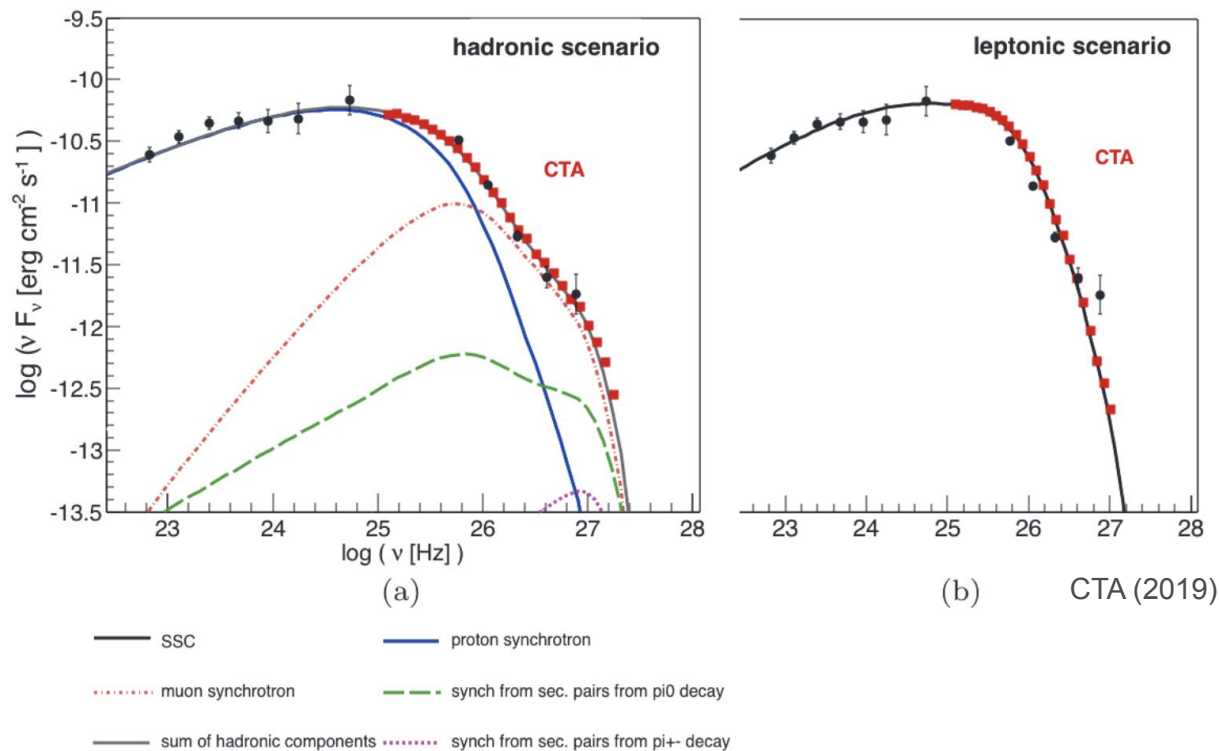 hadronic scenario
CTA
log ( ν Fν [erg cm-2 s-1 )
-9.5
-10
-10.5
-11
-11.5
-12
-12.5
-13
-13.5
23 24 25 26 27 28
log ( ν [Hz] )
(a)
leptonic scenario
CTA
23 24 25 26 27 28
(b)
CTA (2019)
SSC
proton synchrotron
muon synchrotron
synch from sec. pairs from pi0 decay
sum of hadronic components
synch from sec. pairs from pi+- decay